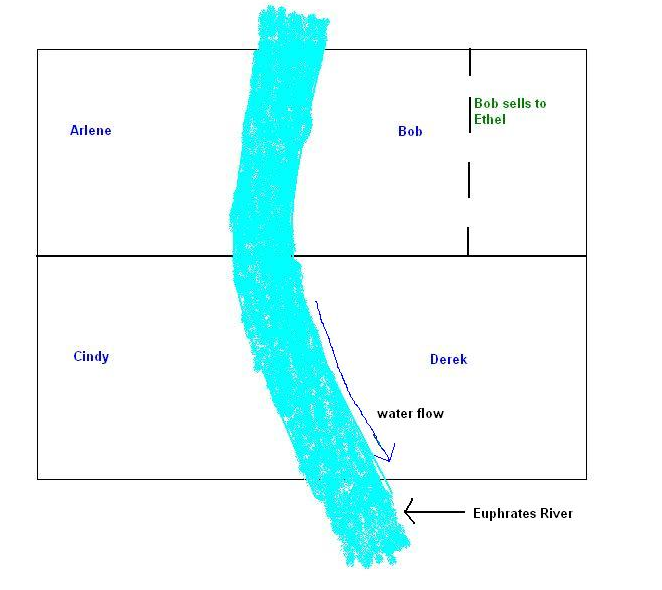 Bob sells to
Ethel
Arlene
Bob
Cindy
Derek
water flow
Euphrates River